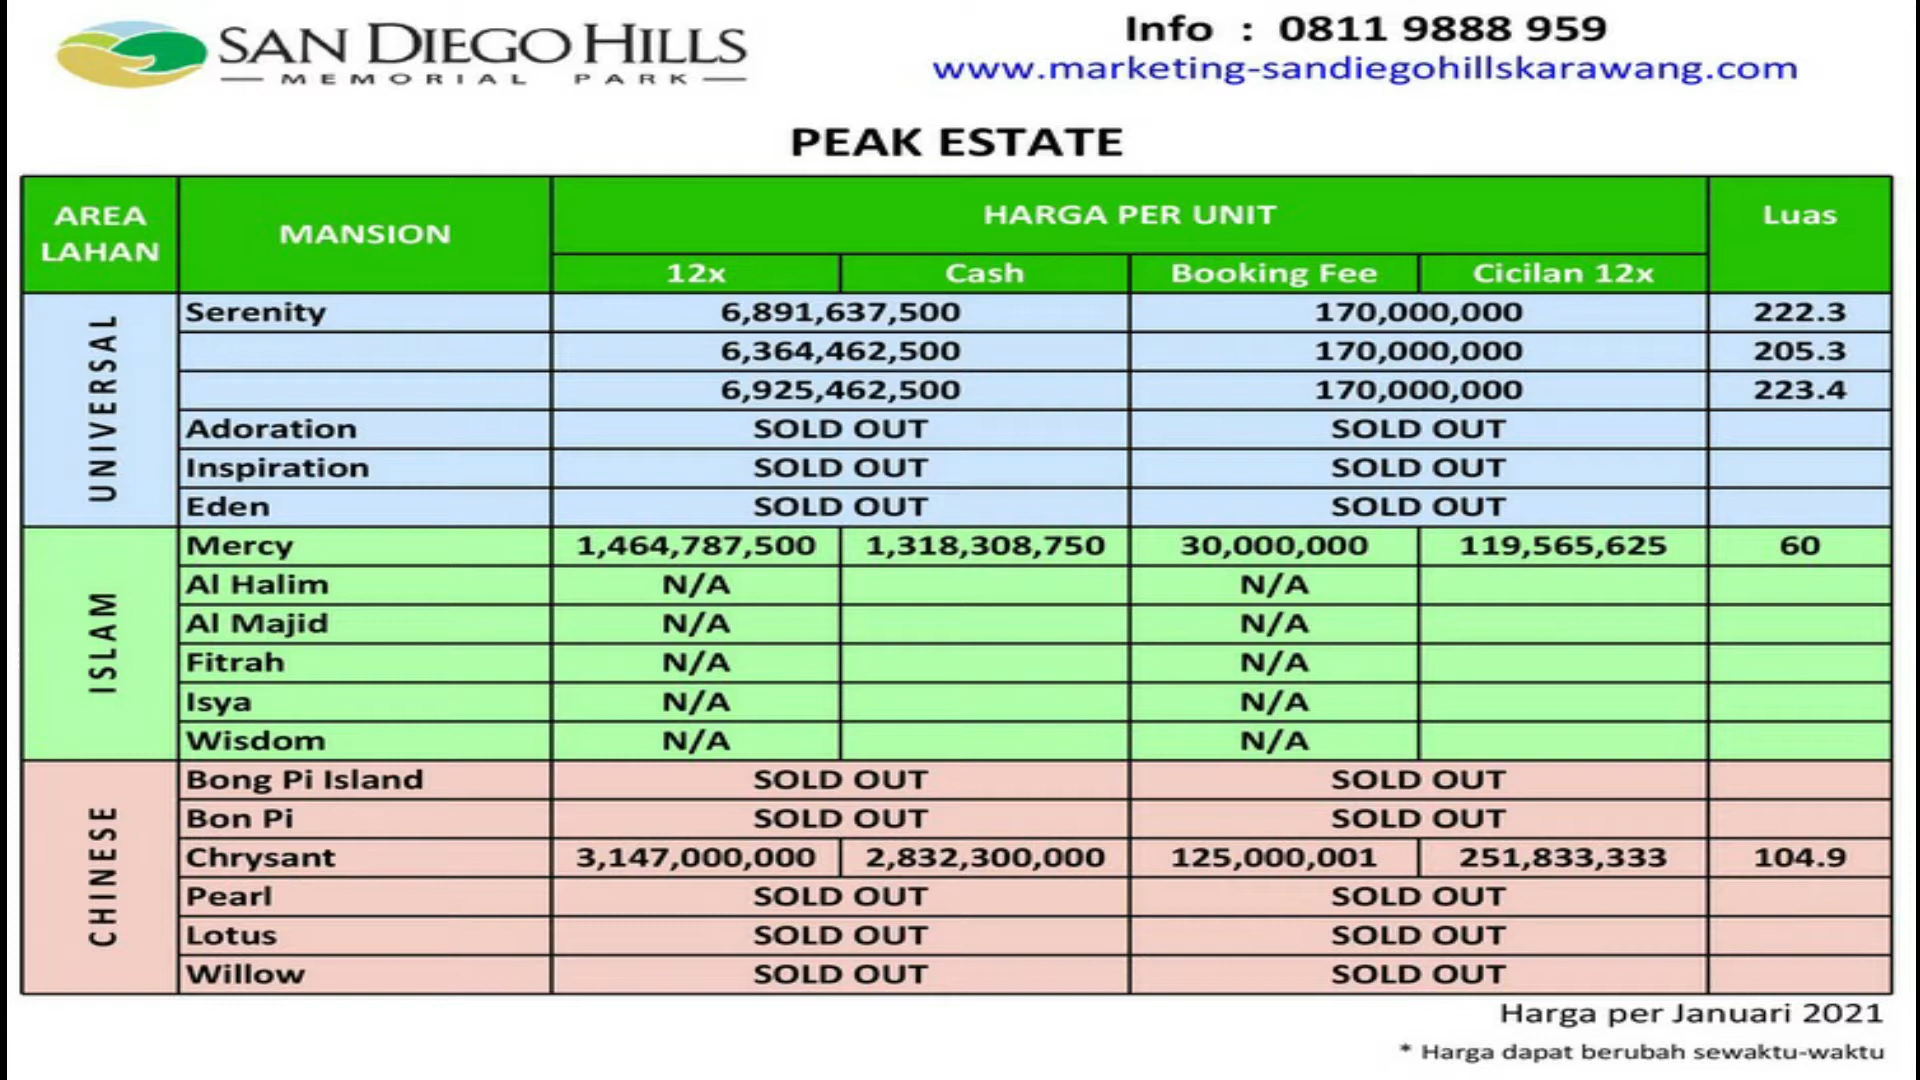 SAN DIEGO HILLS
MEMORIAL PARK
Info : 0811 9888 959
www.marketing-sandiegohillskarawang.com
PEAK ESTATE
AREA LAHAN MANSION HARGA PER UNIT Luas
12x Cash Booking Fee Cicilan 12x
UNIVERSAL
Serenity 6,891,637,500 170,000,000 222.3
6,364,462,500 170,000,000 205.3
6,925,462,500 170,000,000 223.4
Adoration SOLD OUT SOLD OUT
Inspiration SOLD OUT SOLD OUT
Eden SOLD OUT SOLD OUT
ISLAM
Mercy 1,464,787,500 1,318,308,750 30,000,000 119,565,625 60
Al Halim N/A N/A
Al Majid N/A N/A
Fitrah N/A N/A
Isya N/A N/A
Wisdom N/A N/A
CHINESE
Bong Pi Island SOLD OUT SOLD OUT
Bon Pi SOLD OUT SOLD OUT
Chrysant 3,147,000,000 2,832,300,000 125,000,001 251,833,333 104.9
Pearl SOLD OUT SOLD OUT
Lotus SOLD OUT SOLD OUT
Willow SOLD OUT SOLD OUT
Harga per Januari 2021
* Harga dapat berubah sewaktu-waktu